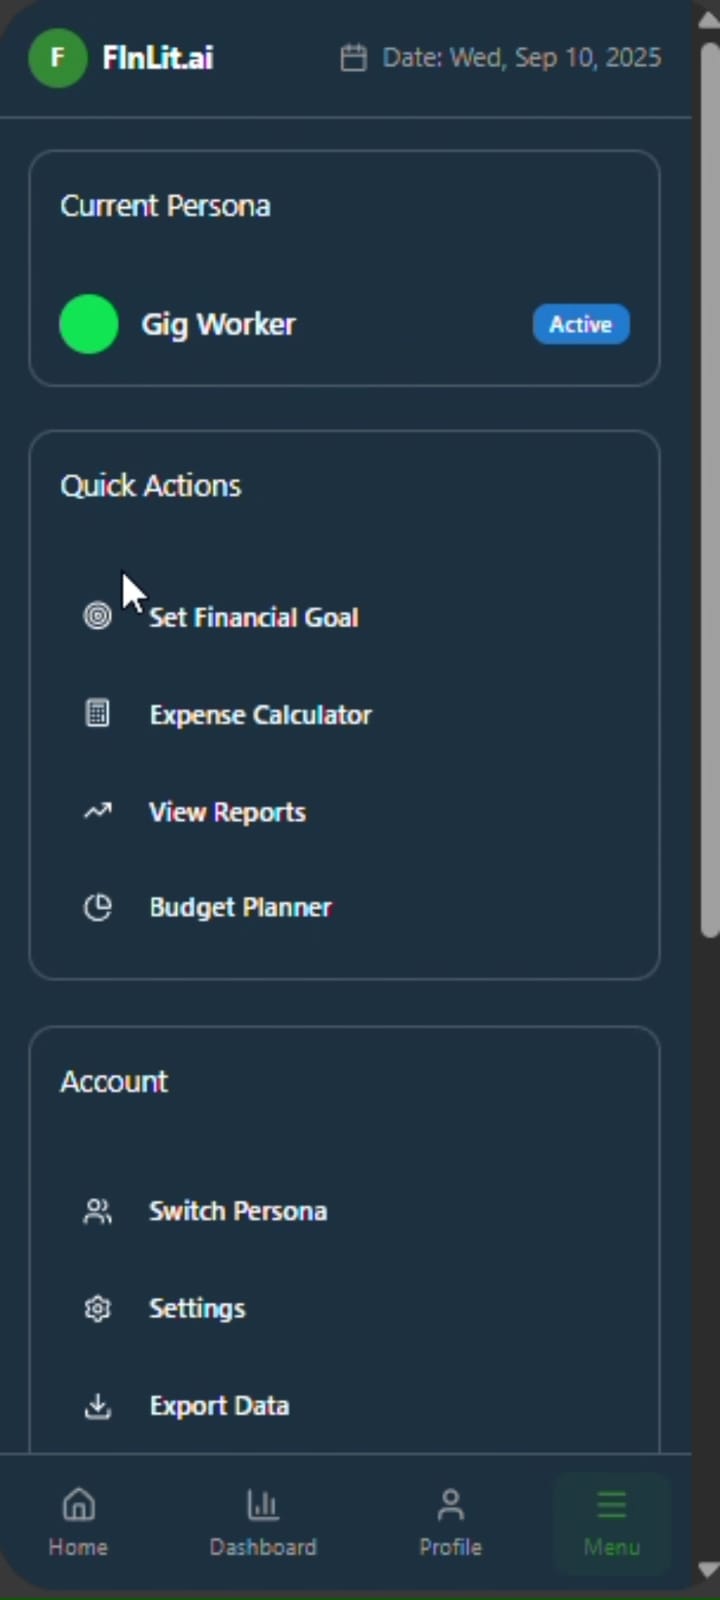 F FInLit.ai Date: Wed, Sep 10, 2025
Current Persona
Gig Worker Active
Quick Actions
Set Financial Goal
Expense Calculator
View Reports
Budget Planner
Account
Switch Persona
Settings
Export Data
Home Dashboard Profile Menu